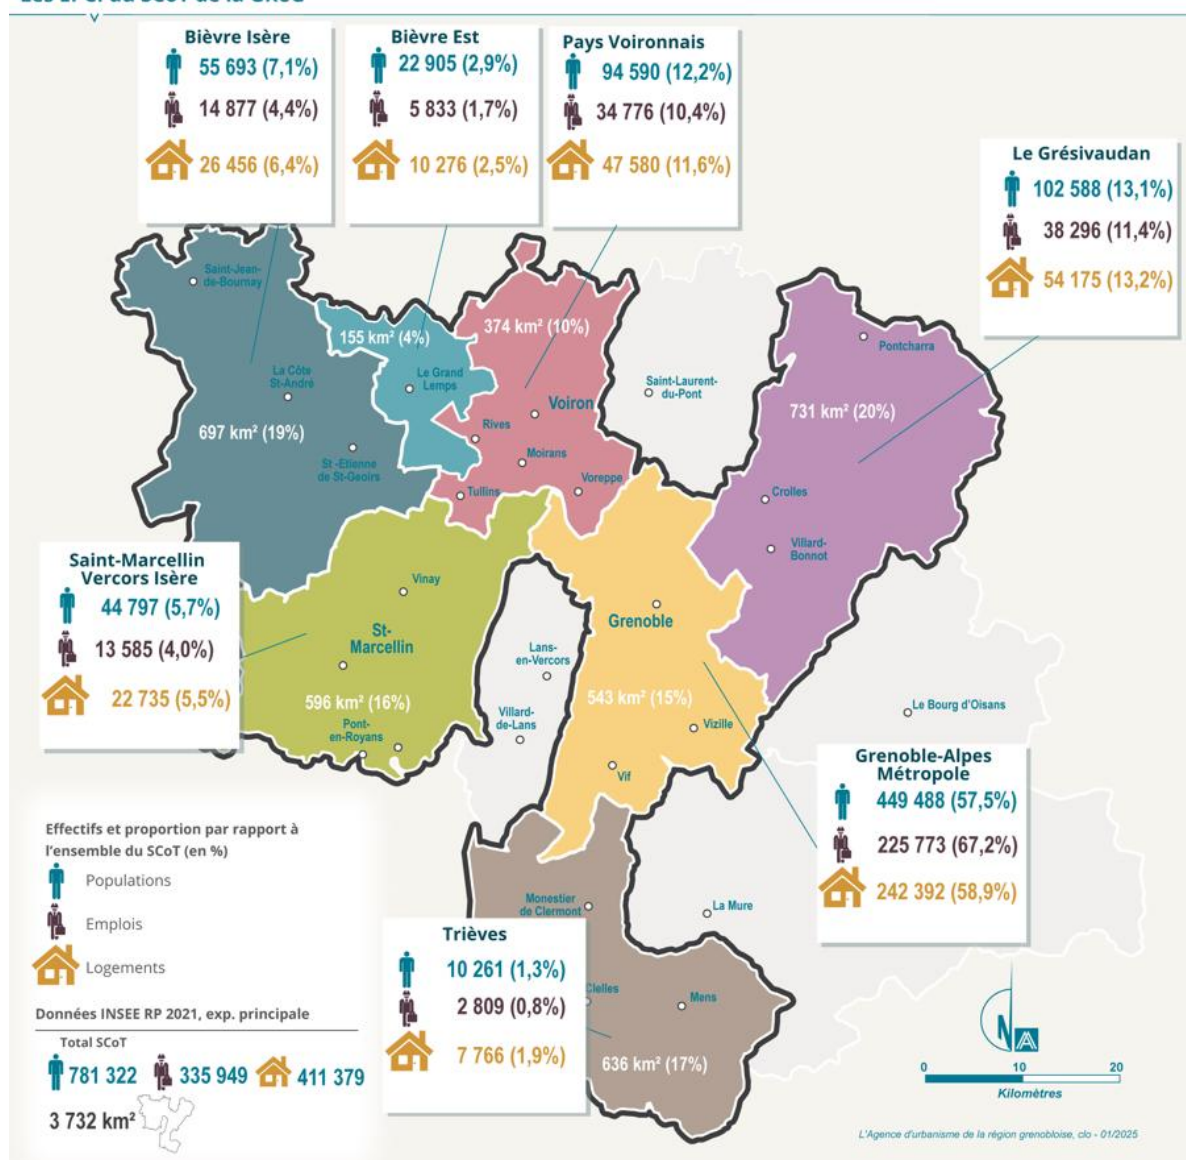 Les EPCI du SCoT de la GReG
Bièvre Isère
55 693 (7,1%)
14 877 (4,4%)
26 456 (6,4%)
Bièvre Est
22 905 (2,9%)
5 833 (1,7%)
10 276 (2,5%)
Pays Voironnais
94 590 (12,2%)
34 776 (10,4%)
47 580 (11,6%)
Le Grésivaudan
102 588 (13,1%)
38 296 (11,4%)
54 175 (13,2%)
Saint-Jean-
de-Bournay
155 km² (4%)
374 km² (10%)
Pontcharra
La Côte
St-André
Le Grand
Lemps
Saint-Laurent-
du-Pont
Voiron
731 km² (20%)
697 km² (19%)
Rives
St -Etienne
de St-Geoirs
Moirans
Tullins
Voreppe
Crolles
Villard-
Bonnot
Saint-Marcellin
Vercors Isère
44 797 (5,7%)
13 585 (4,0%)
22 735 (5,5%)
Vinay
St-
Marcellin
Grenoble
Lans-
en-Vercors
596 km² (16%)
543 km² (15%)
Pont-
en-Royans
Villard-
de-Lans
Vizille
Vif
Le Bourg d'Oisans
Grenoble-Alpes
Métropole
449 488 (57,5%)
225 773 (67,2%)
242 392 (58,9%)
Effectifs et proportion par rapport à
l'ensemble du SCoT (en %)
Populations
Emplois
Logements
Monestier
de Clermont
La Mure
Trièves
10 261 (1,3%)
2 809 (0,8%)
7 766 (1,9%)
Clelles
Mens
636 km² (17%)
Données INSEE RP 2021, exp. principale
Total SCoT
781 322 335 949 411 379
3 732 km²
N
0 10 20
Kilomètres
L'Agence d'urbanisme de la région grenobloise, clo - 01/2025